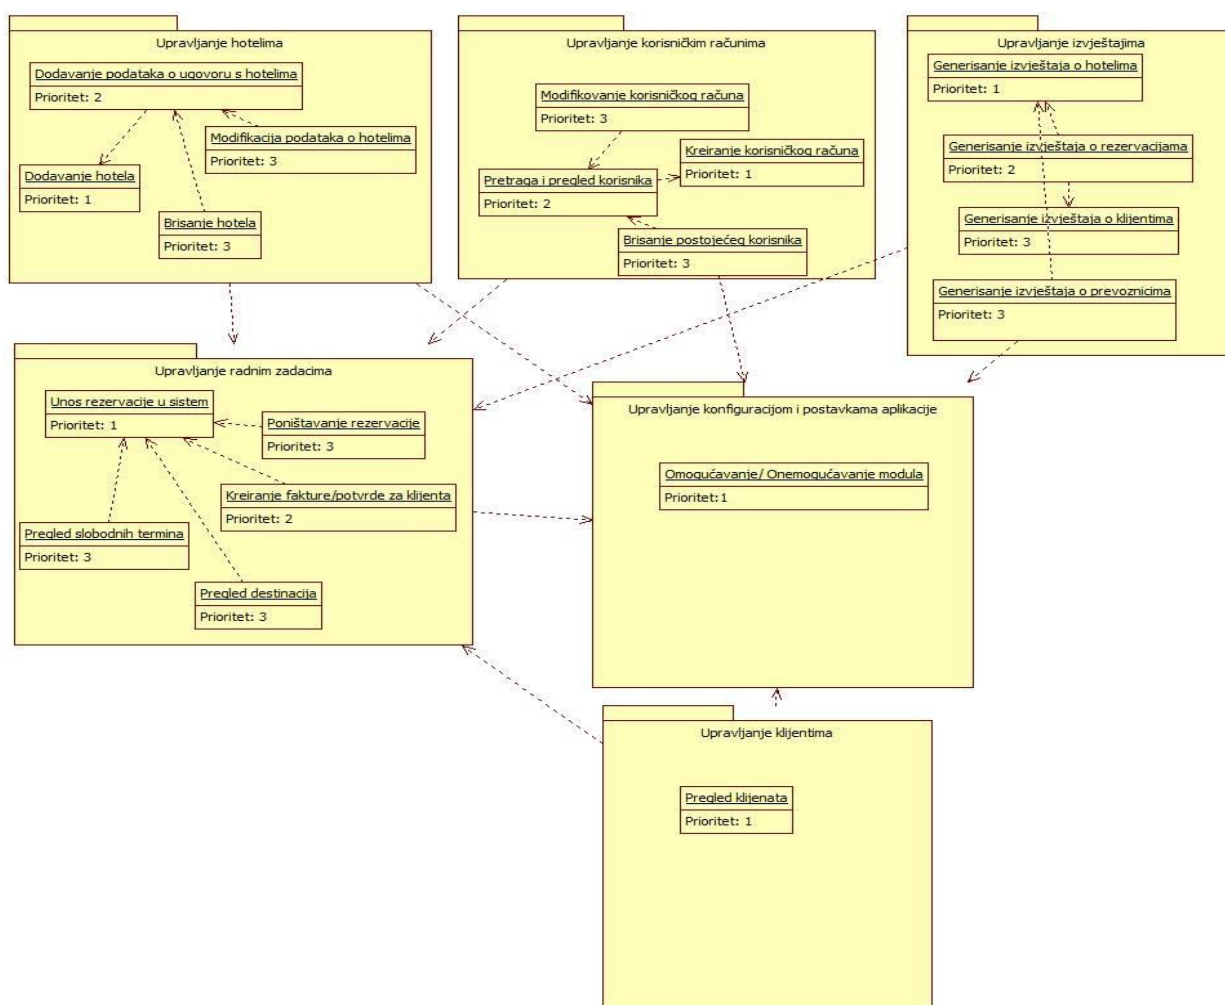 Upravljanje hotelima
Dodavanje podataka o ugovoru s hotelima
Prioritet: 2
Modifikacija podataka o hotelima
Prioritet: 3
Dodavanje hotela
Prioritet: 1
Brisanje hotela
Prioritet: 3
Upravljanje korisničkim računima
Modifikovanje korisničkog računa
Prioritet: 3
Kreiranje korisničkog računa
Prioritet: 1
Pretraga i pregled korisnika
Prioritet: 2
Brisanje postojećeg korisnika
Prioritet: 3
Upravljanje izvještajima
Generisanje izvještaja o hotelima
Prioritet: 1
Generisanje izvještaja o rezervacijama
Prioritet: 2
Generisanje izvještaja o klijentima
Prioritet: 3
Generisanje izvještaja o prevoznicima
Prioritet: 3
Upravljanje radnim zadacima
Unos rezervacije u sistem
Prioritet: 1
Poništavanje rezervacije
Prioritet: 3
Kreiranje fakture/potvrde za klijenta
Prioritet: 2
Pregled slobodnih termina
Prioritet: 3
Pregled destinacija
Prioritet: 3
Upravljanje konfiguracijom i postavkama aplikacije
Omogućavanje/ Onemogućavanje modula
Prioritet:1
Upravljanje klijentima
Pregled klijenata
Prioritet: 1